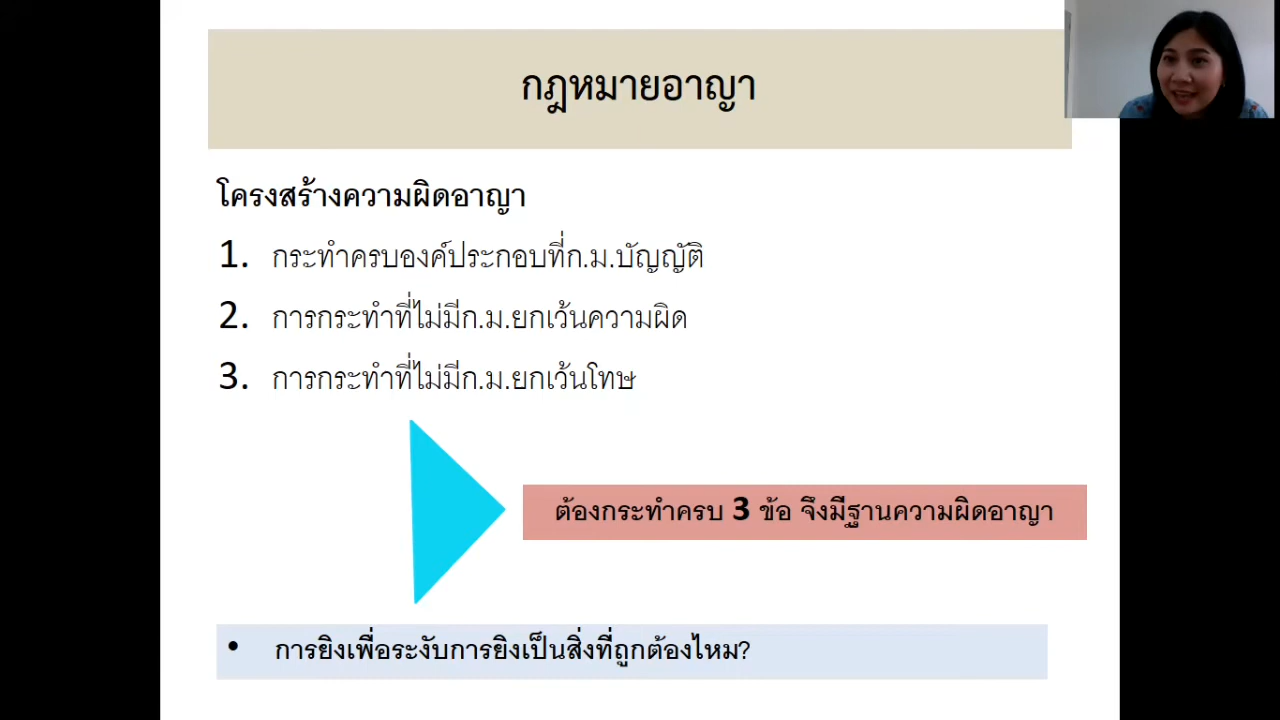 กฎหมายอาญา
โครงสร้างความผิดอาญา
1. กระทำครบองค์ประกอบที่ก.ม.บัญญัติ
2. การกระทำที่ไม่มีก.ม.ยกเว้นความผิด
3. การกระทำที่ไม่มีก.ม.ยกเว้นโทษ
ต้องกระทำครบ 3 ข้อ จึงมีฐานความผิดอาญา
• การยิงเพื่อระงับการยิงเป็นสิ่งที่ถูกต้องไหม?